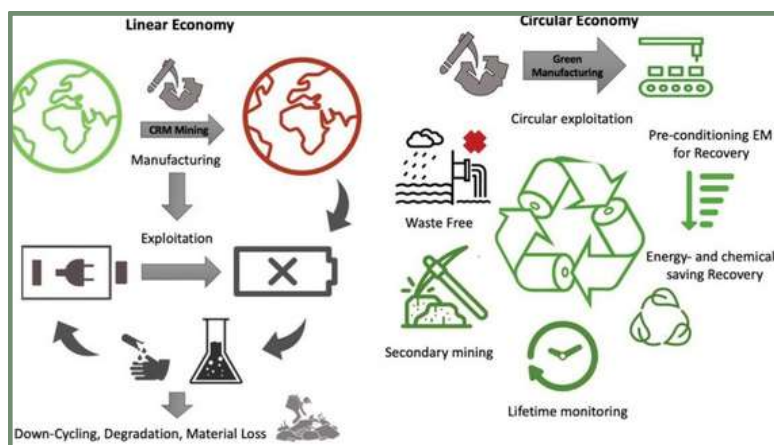 Linear Economy
CRM Mining
Manufacturing
Exploitation
Down-Cycling, Degradation, Material Loss
Circular Economy
Green
Manufacturing
Circular exploitation
Pre-conditioning EM
for Recovery
Waste Free
Energy- and chemical
saving Recovery
Secondary mining
Lifetime monitoring